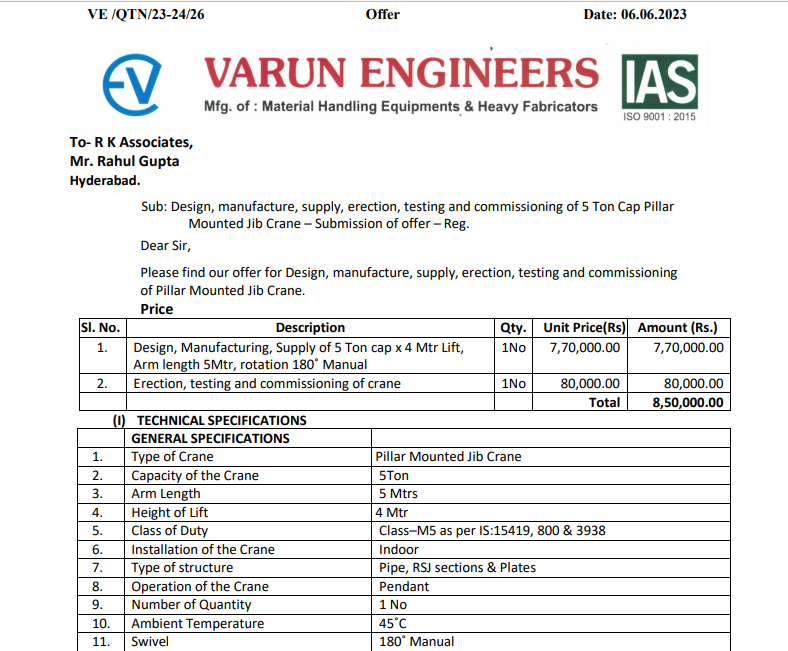 VE /QTN/23-24/26 Offer Date: 06.06.2023
EV VARUN ENGINEERS IAS
Mfg. of : Material Handling Equipments & Heavy Fabricators
ISO 9001 : 2015
To- R K Associates,
Mr. Rahul Gupta
Hyderabad.
Sub: Design, manufacture, supply, erection, testing and commissioning of 5 Ton Cap Pillar
Mounted Jib Crane – Submission of offer – Reg.
Dear Sir,
Please find our offer for Design, manufacture, supply, erection, testing and commissioning
of Pillar Mounted Jib Crane.
Price
Sl. No. Description Qty. Unit Price(Rs) Amount (Rs.)
1. Design, Manufacturing, Supply of 5 Ton cap x 4 Mtr Lift, 1No 7,70,000.00 7,70,000.00
Arm length 5Mtr, rotation 180˚ Manual
2. Erection, testing and commissioning of crane 1No 80,000.00 80,000.00
Total 8,50,000.00
(I) TECHNICAL SPECIFICATIONS
GENERAL SPECIFICATIONS
1. Type of Crane Pillar Mounted Jib Crane
2. Capacity of the Crane 5Ton
3. Arm Length 5 Mtrs
4. Height of Lift 4 Mtr
5. Class of Duty Class–M5 as per IS:15419, 800 & 3938
6. Installation of the Crane Indoor
7. Type of structure Pipe, RSJ sections & Plates
8. Operation of the Crane Pendant
9. Number of Quantity 1 No
10. Ambient Temperature 45˚C
11. Swivel 180˚ Manual